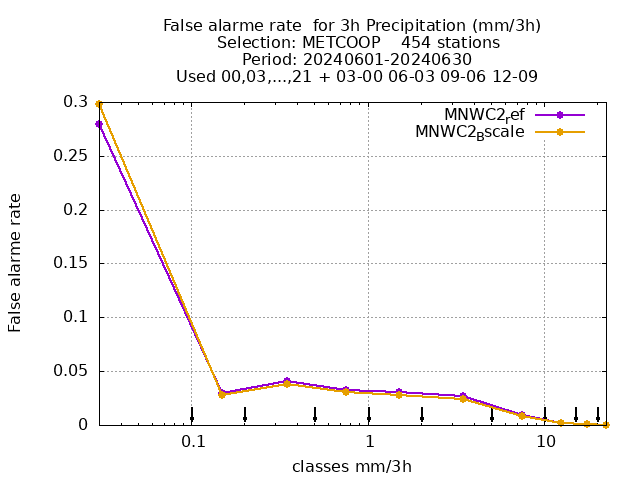 False alarme rate  for 3h Precipitation (mm/3h)
Selection: METCOOP    454 stations
Period: 20240601-20240630
Used 00,03,...,21 + 03-00 06-03 09-06 12-09
MNWC2ref
MNWC2Bscale
0.3
0.25
0.2
0.15
0.1
0.05
0
False alarme rate
0.1
1
10
classes mm/3h